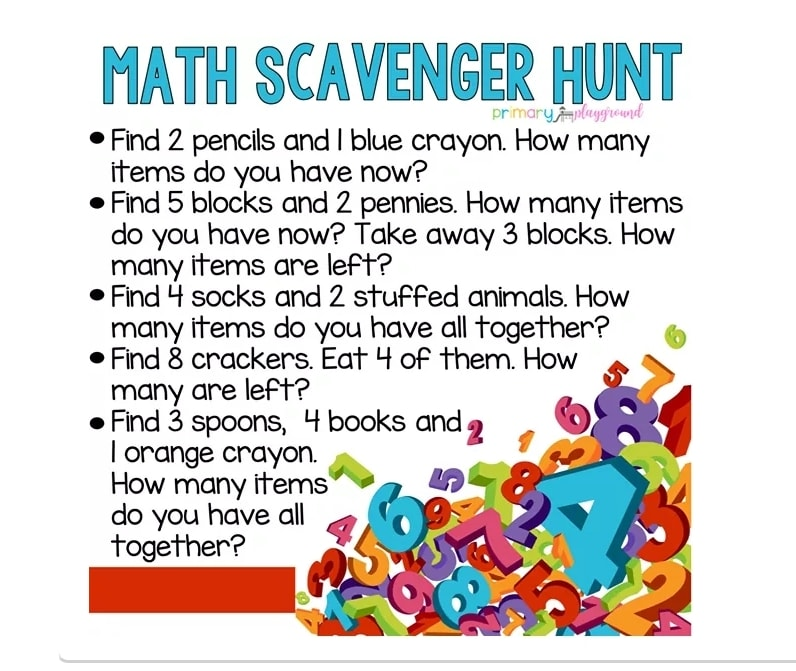 MATH SCAVENGER HUNT
primary playground
• Find 2 pencils and 1 blue crayon. How many
items do you have now?
• Find 5 blocks and 2 pennies. How many items
do you have now? Take away 3 blocks. How
many items are left?
• Find 4 socks and 2 stuffed animals. How
many items do you have all together?
• Find 8 crackers. Eat 4 of them. How
many are left?
• Find 3 spoons, 4 books and
1 orange crayon.
How many items
do you have all
together?